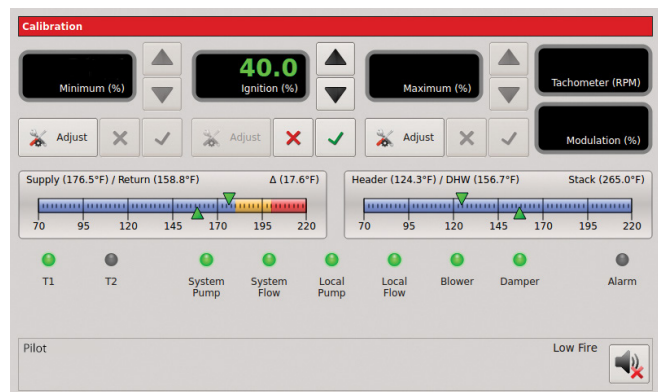 Calibration
Minimum (%)
40.0
Ignition (%)
Maximum (%)
Tachometer (RPM)
Adjust
Adjust
Adjust
Modulation (%)
Supply (176.5°F) / Return (158.8°F) Δ (17.6°F)
Header (124.3°F) / DHW (156.7°F) Stack (265.0°F)
70 95 120 145 170 195 220
70 95 120 145 170 195 220
T1
T2
System
Pump
System
Flow
Local
Pump
Local
Flow
Blower
Damper
Alarm
Pilot
Low Fire